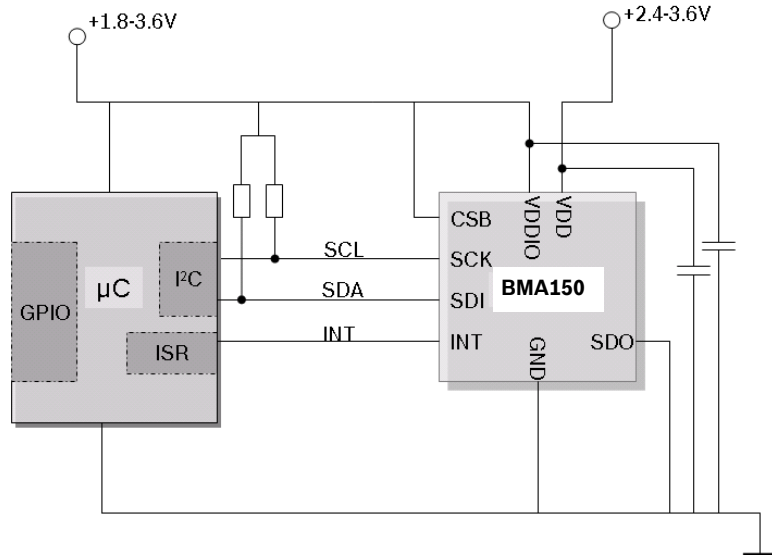 +1.8-3.6V
+2.4-3.6V
CSB
VDDIO
VDD
SCL
SCK
µC
I²C
BMA150
SDA
SDI
GPIO
INT
INT
ISR
GND
SDO